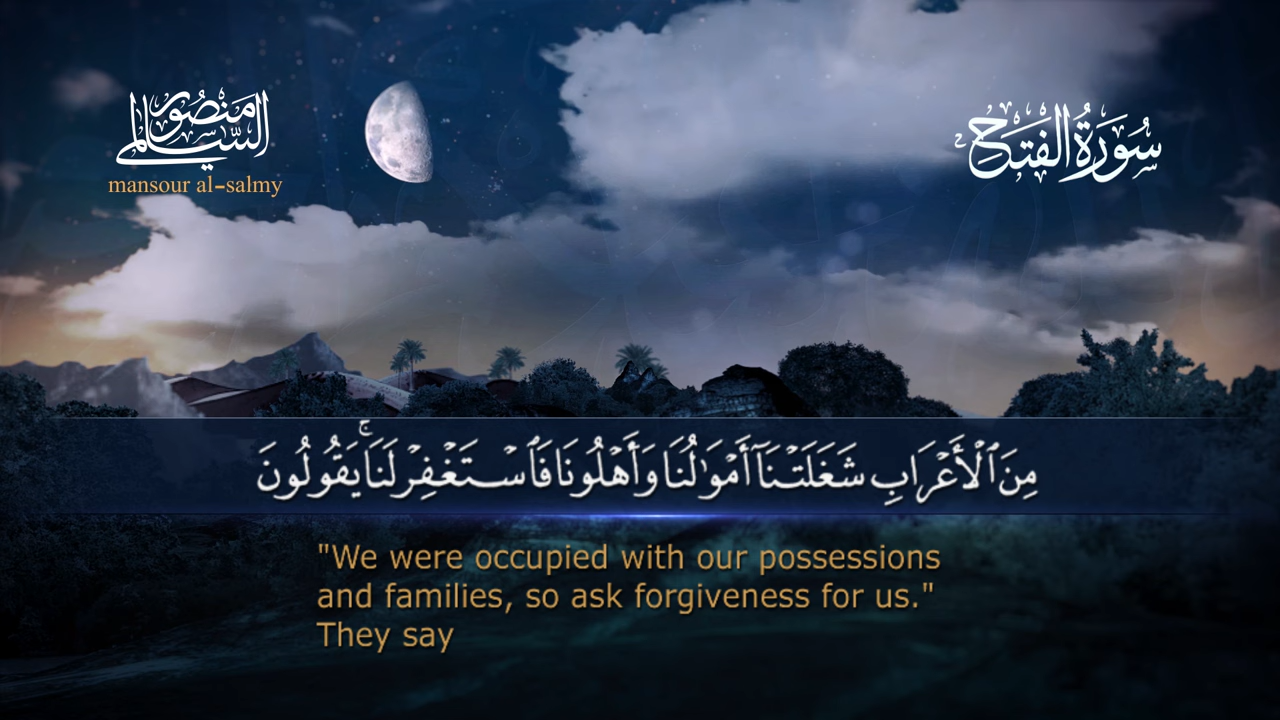 منصور السالمي
mansour al-salmy
سُورَةُ الفَتْحِ
مِنَ ٱلْأَعْرَابِ شَغَلَتْنَآ أَمْوَٰلُنَا وَأَهْلُونَا فَٱسْتَغْفِرْ لَنَا ۚ يَقُولُونَ
"We were occupied with our possessions
and families, so ask forgiveness for us."
They say